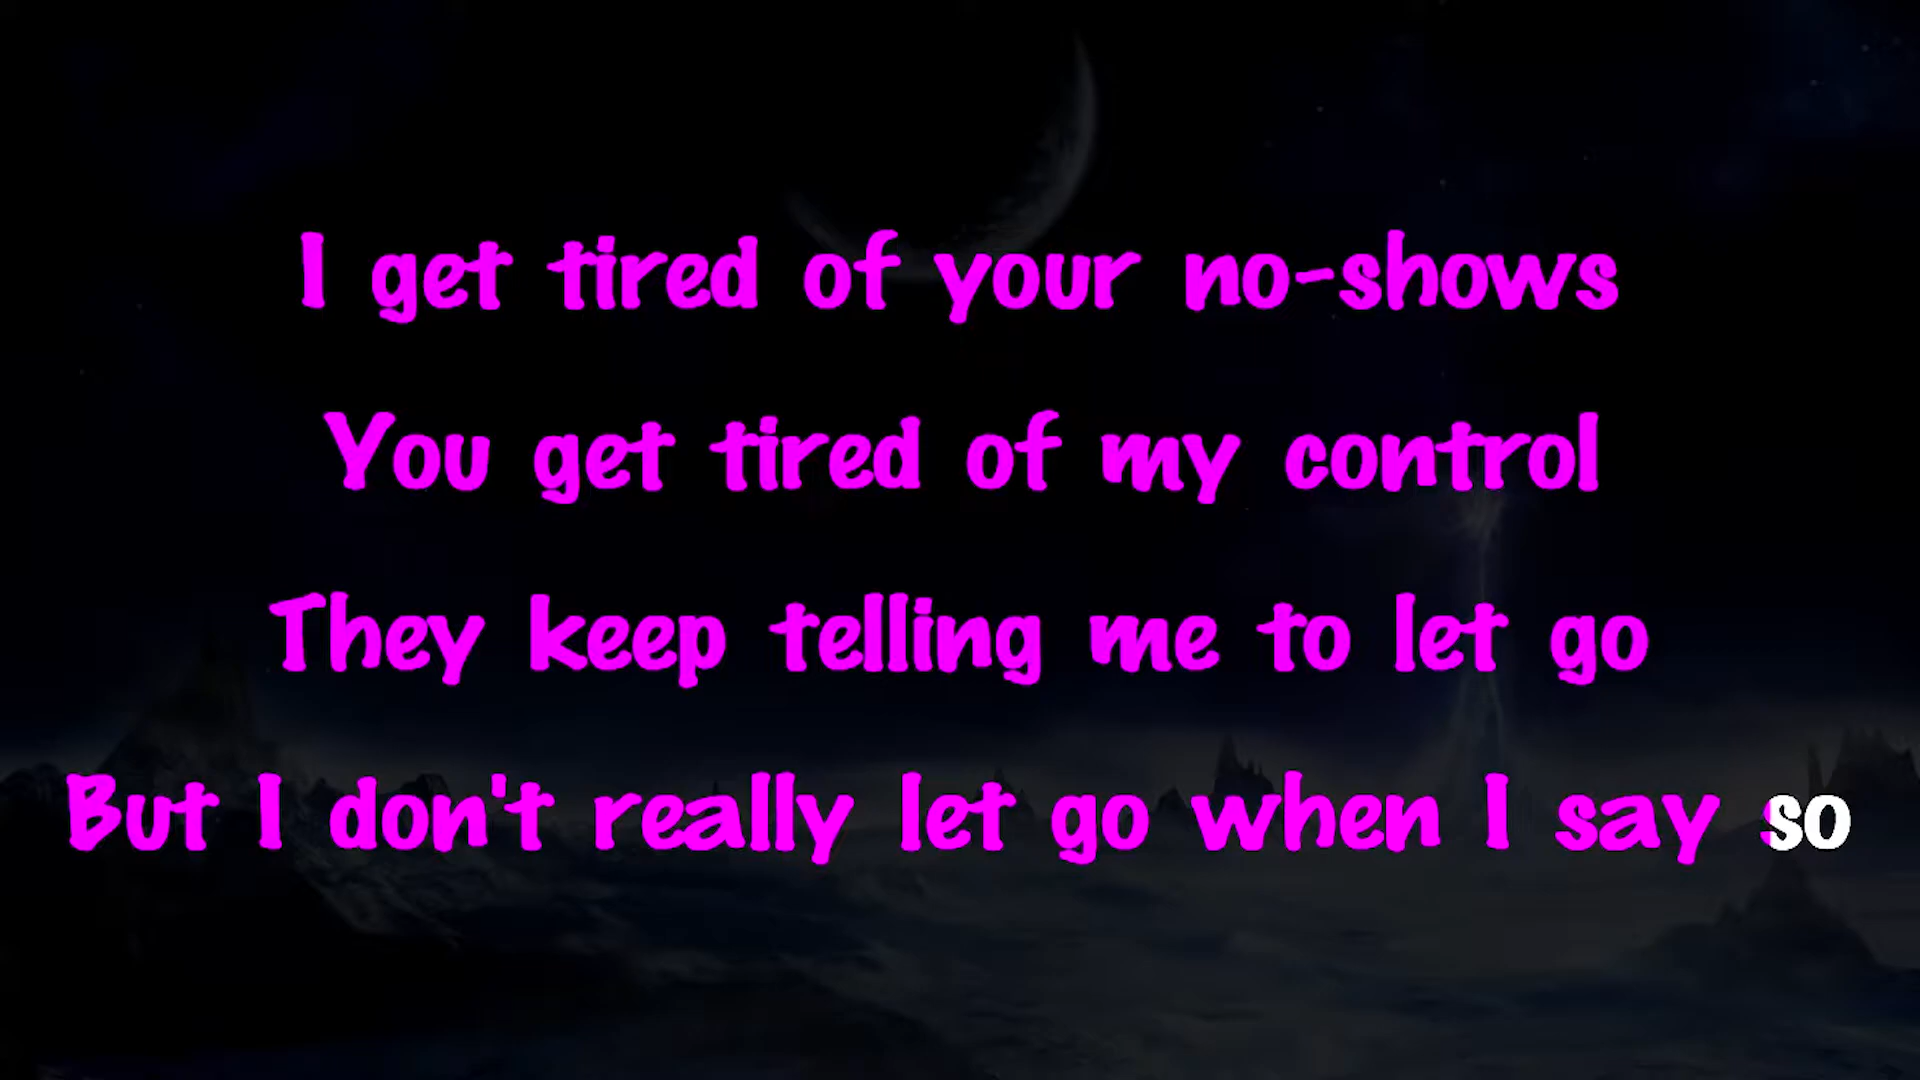 I get tired of your no-shows
You get tired of my control
They keep telling me to let go
But I don't really let go when I say so